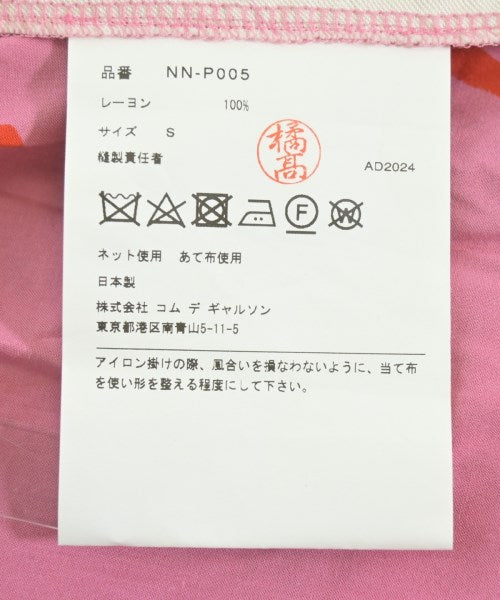 品番 NN-P005
レーヨン 100%
サイズ S
縫製責任者
橘高
AD2024
F
W
ネット使用 あて布使用
日本製
株式会社 コム デ ギャルソン
東京都港区南青山5-11-5
アイロン掛けの際、風合いを損なわないように、当て布
を使い形を整える程度にして下さい。